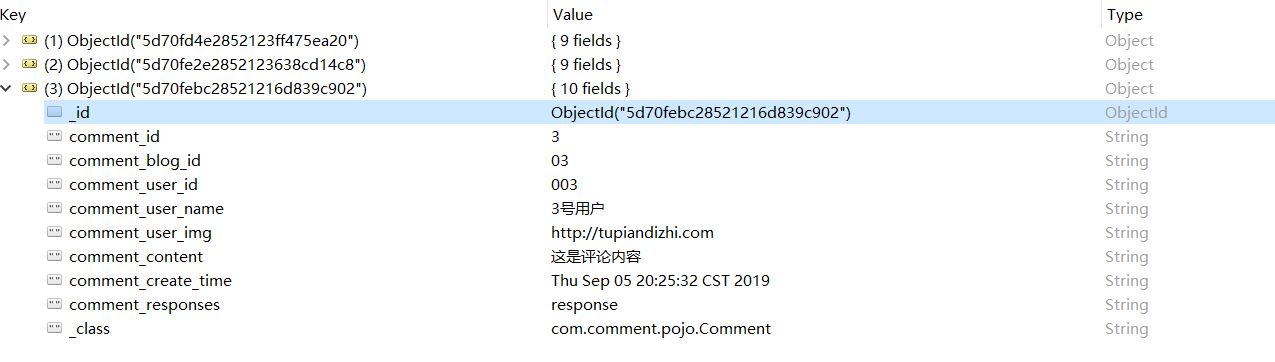 Key Value Type
(1) ObjectId("5d70fd4e2852123ff475ea20") { 9 fields } Object
(2) ObjectId("5d70fe2e2852123638cd14c8") { 9 fields } Object
(3) ObjectId("5d70febc28521216d839c902") { 10 fields } Object
_id ObjectId("5d70febc28521216d839c902") ObjectId
comment_id 3 String
comment_blog_id 03 String
comment_user_id 003 String
comment_user_name 3号用户 String
comment_user_img http://tupiandizhi.com String
comment_content 这是评论内容 String
comment_create_time Thu Sep 05 20:25:32 CST 2019 String
comment_responses response String
_class com.comment.pojo.Comment String